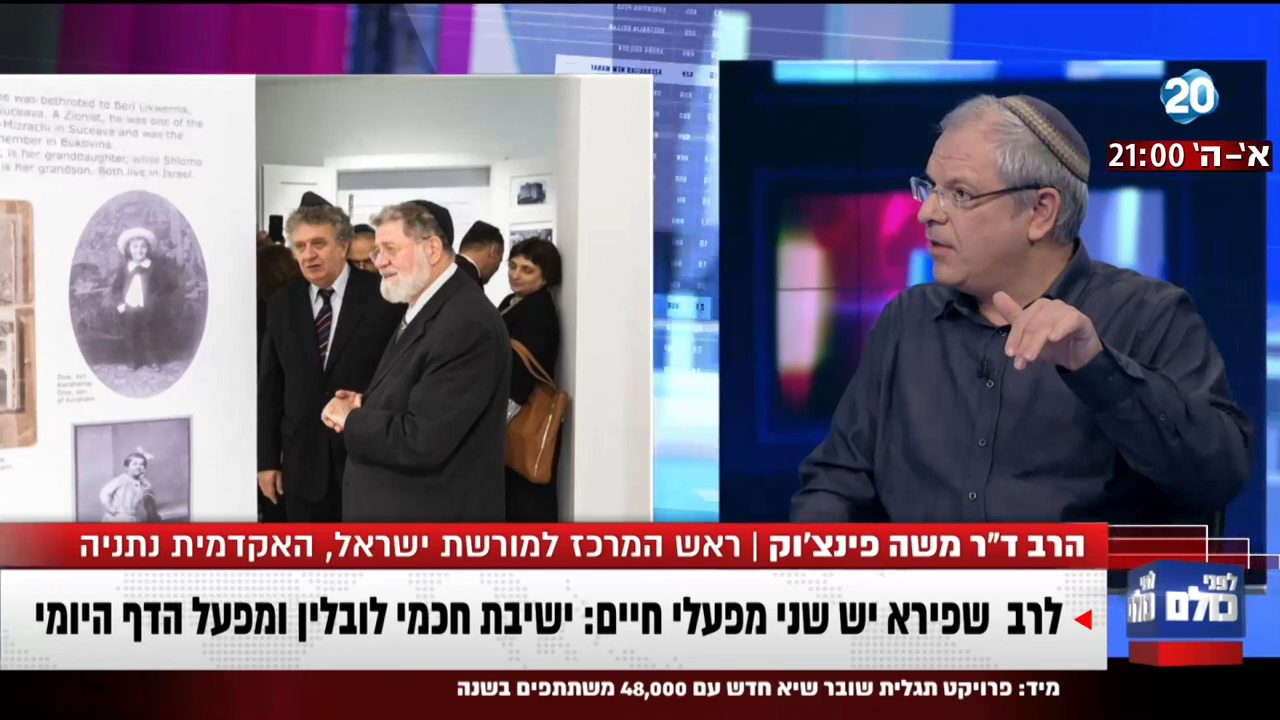 he was bethroted to Beri Likwernik,
Suceava. A Zionist, he was one of the
Mizrachi in Suceava and was the
member in Bukovina.
is her granddaughter, while Shlomo
is her grandson. Both live in Israel.
20
א'-ה' 21:00
הרב ד"ר משה פינצ'וק | ראש המרכז למורשת ישראל, האקדמית נתניה
לרב שפירא יש שני מפעלי חיים: ישיבת חכמי לובלין ומפעל הדף היומי
לפני
כולם
מיד: פרויקט תגלית שובר שיא חדש עם 48,000 משתתפים בשנה